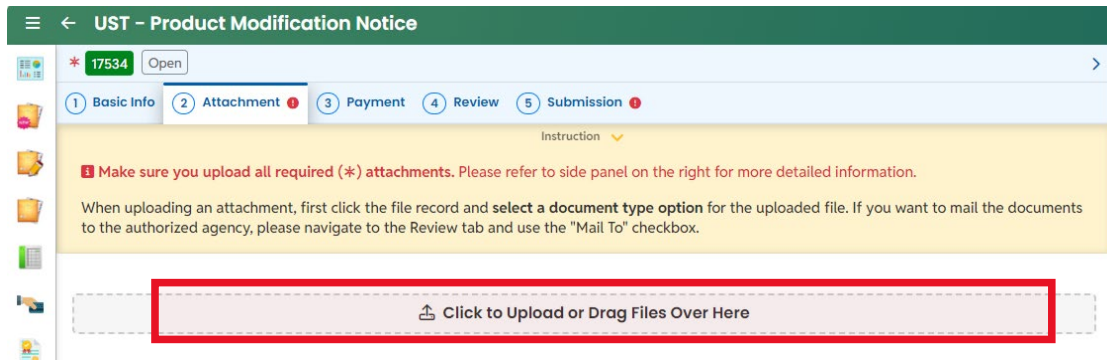 UST - Product Modification Notice
* 17534 Open
1 Basic Info 2 Attachment 3 Payment 4 Review 5 Submission
Instruction
Make sure you upload all required (*) attachments. Please refer to side panel on the right for more detailed information.
When uploading an attachment, first click the file record and select a document type option for the uploaded file. If you want to mail the documents
to the authorized agency, please navigate to the Review tab and use the "Mail To" checkbox.
Click to Upload or Drag Files Over Here